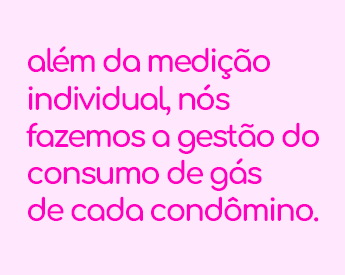 além da medição
individual, nós
fazemos a gestão do
consumo de gás
de cada condômino.